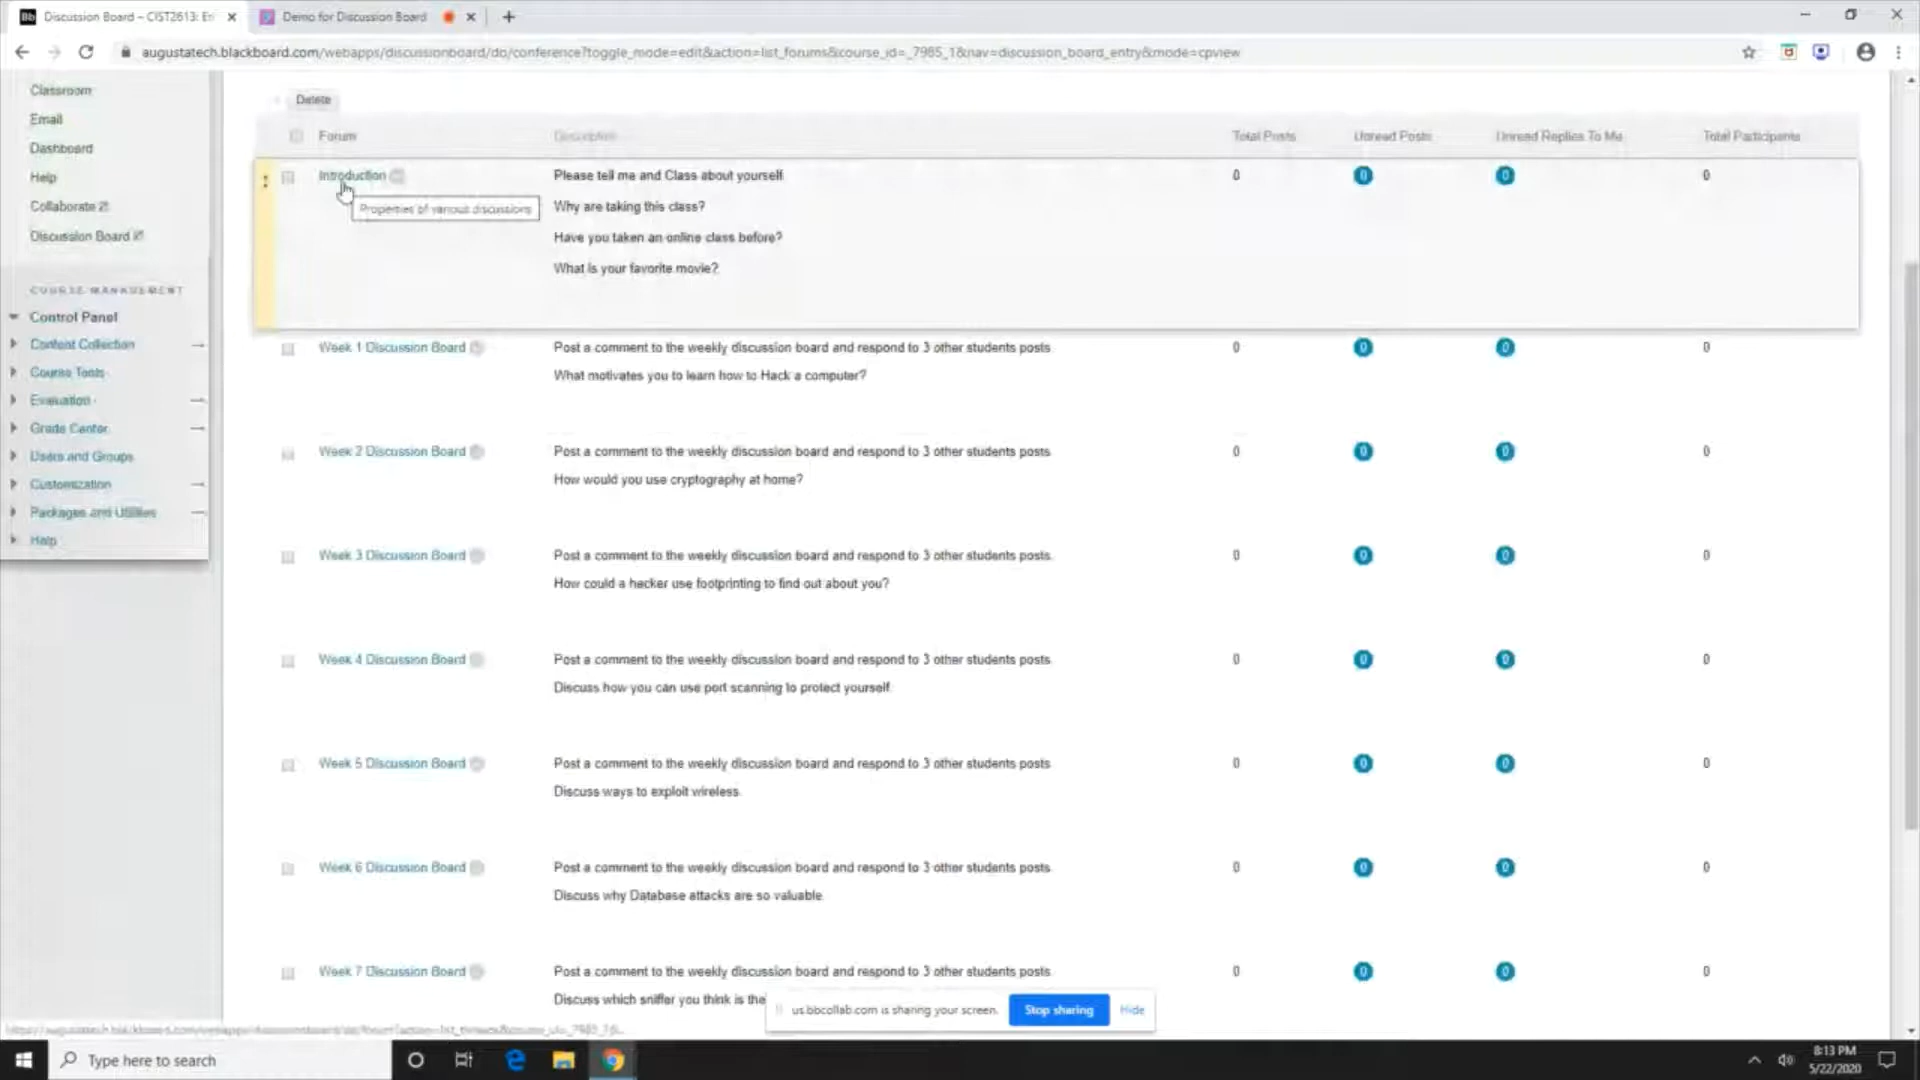 Discussion Board – CIST2613: Et
Demo for Discussion Board
augustatech.blackboard.com/webapps/discussionboard/do/conference?toggle_mode=edit&action=list_forums&course_id=_7985_1&nav=discussion_board_entry&mode=cpview
Classroom
Email
Dashboard
Help
Collaborate
Discussion Board
COURSE MANAGEMENT
Control Panel
Content Collection
Course Tools
Evaluation
Grade Center
Users and Groups
Customization
Packages and Utilities
Help
Delete
Forum Description Total Posts Unread Posts Unread Replies To Me Total Participants
Introduction Please tell me and Class about yourself. 0 0 0 0
Properties of various discussions
Why are taking this class?
Have you taken an online class before?
What is your favorite movie?
Week 1 Discussion Board Post a comment to the weekly discussion board and respond to 3 other students posts. 0 0 0 0
What motivates you to learn how to Hack a computer?
Week 2 Discussion Board Post a comment to the weekly discussion board and respond to 3 other students posts. 0 0 0 0
How would you use cryptography at home?
Week 3 Discussion Board Post a comment to the weekly discussion board and respond to 3 other students posts. 0 0 0 0
How could a hacker use footprinting to find out about you?
Week 4 Discussion Board Post a comment to the weekly discussion board and respond to 3 other students posts. 0 0 0 0
Discuss how you can use port scanning to protect yourself.
Week 5 Discussion Board Post a comment to the weekly discussion board and respond to 3 other students posts. 0 0 0 0
Discuss ways to exploit wireless.
Week 6 Discussion Board Post a comment to the weekly discussion board and respond to 3 other students posts. 0 0 0 0
Discuss why Database attacks are so valuable.
Week 7 Discussion Board Post a comment to the weekly discussion board and respond to 3 other students posts. 0 0 0 0
Discuss which sniffer you think is the
us.bbcollab.com is sharing your screen.
Stop sharing
Hide
Type here to search
8:13 PM
5/22/2020